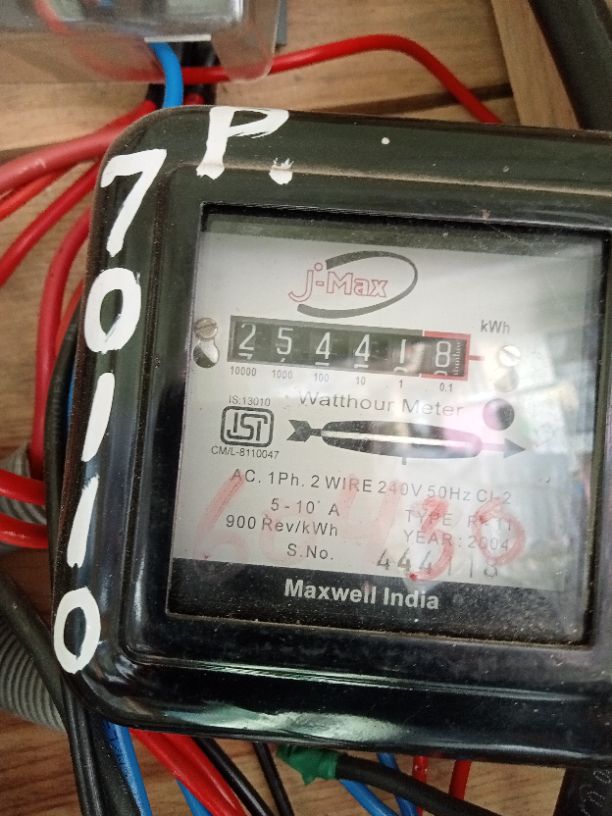 P.
70110
J-Max
kWh
2 5 4 4 1 8
10000 1000 100 10 1 0.1
IS:13010
Watthour Meter
CM/L-8110047
AC. 1Ph. 2 WIRE 240V 50Hz Cl-2
5-10 A
900 Rev/kWh
YEAR: 2004
S.No. 444118
Maxwell India